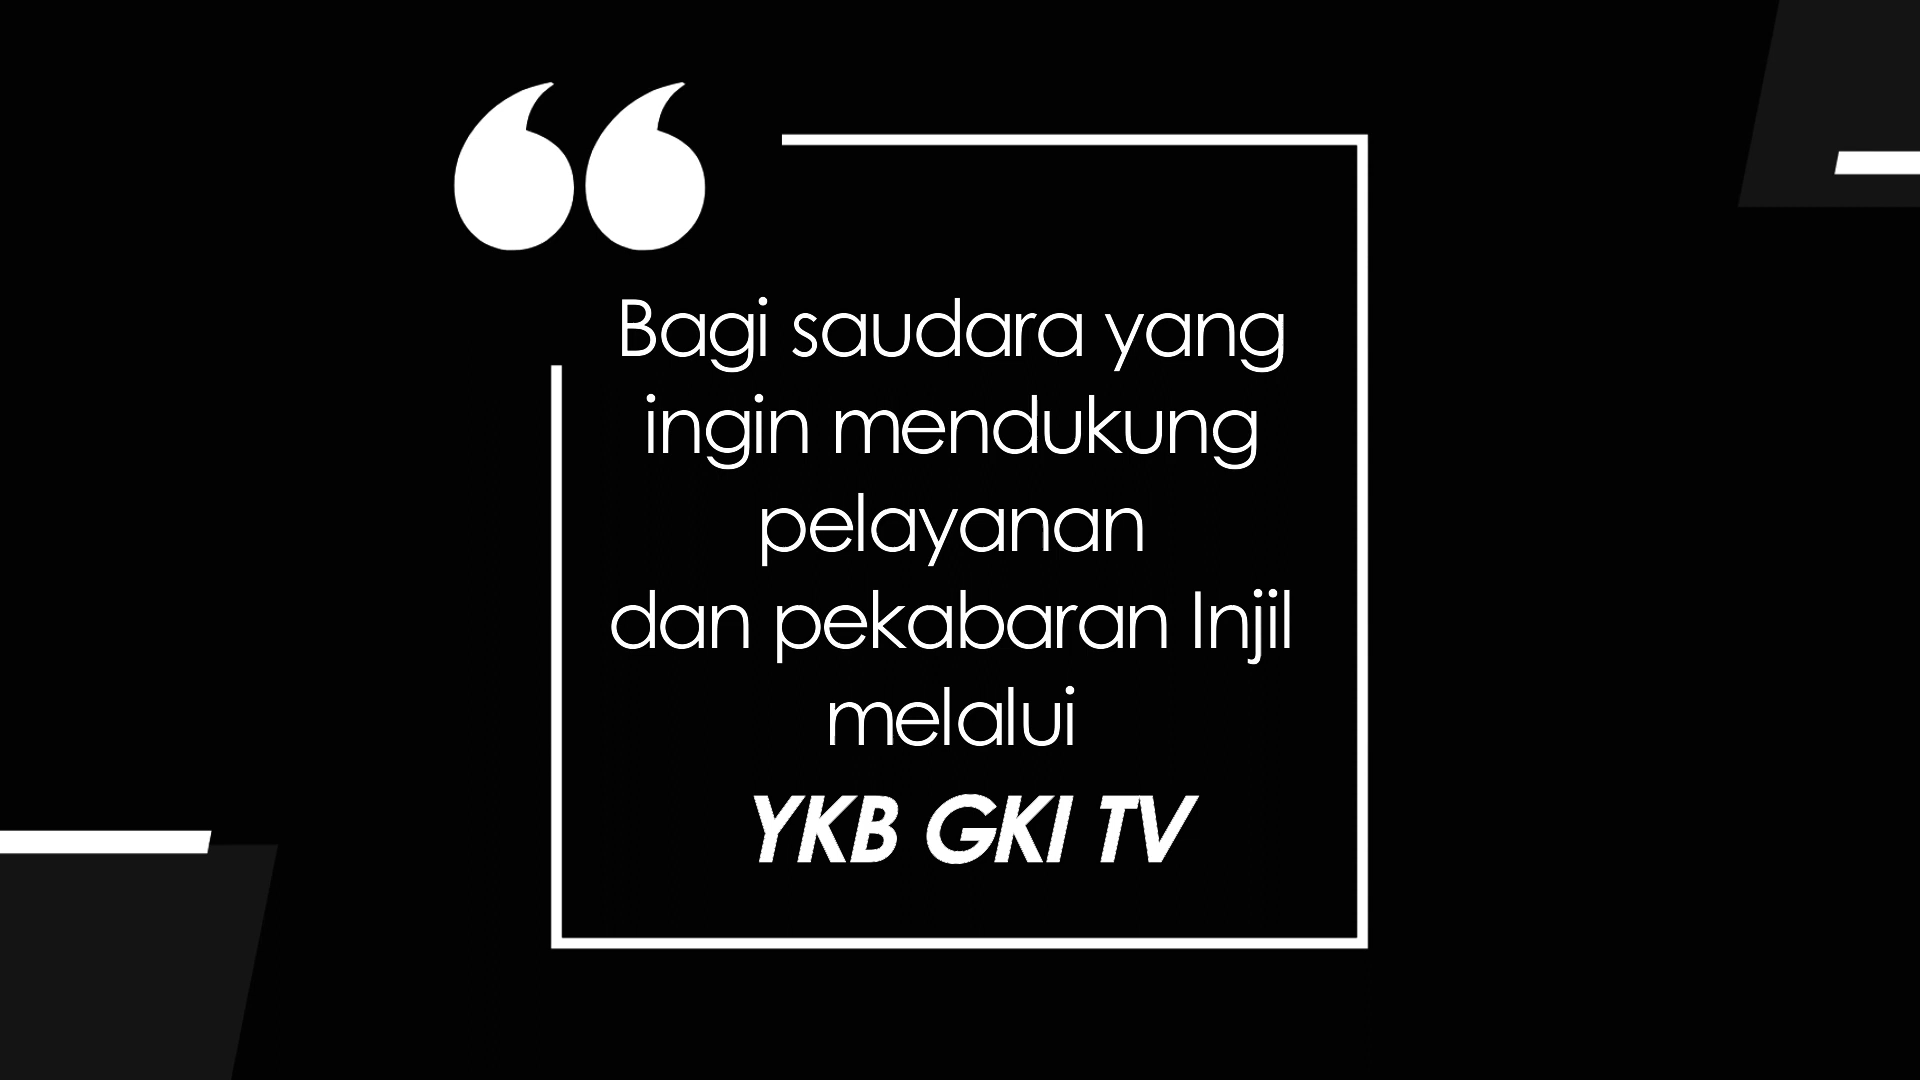 Bagi saudara yang
ingin mendukung
pelayanan
dan pekabaran Injil
melalui
YKB GKI TV